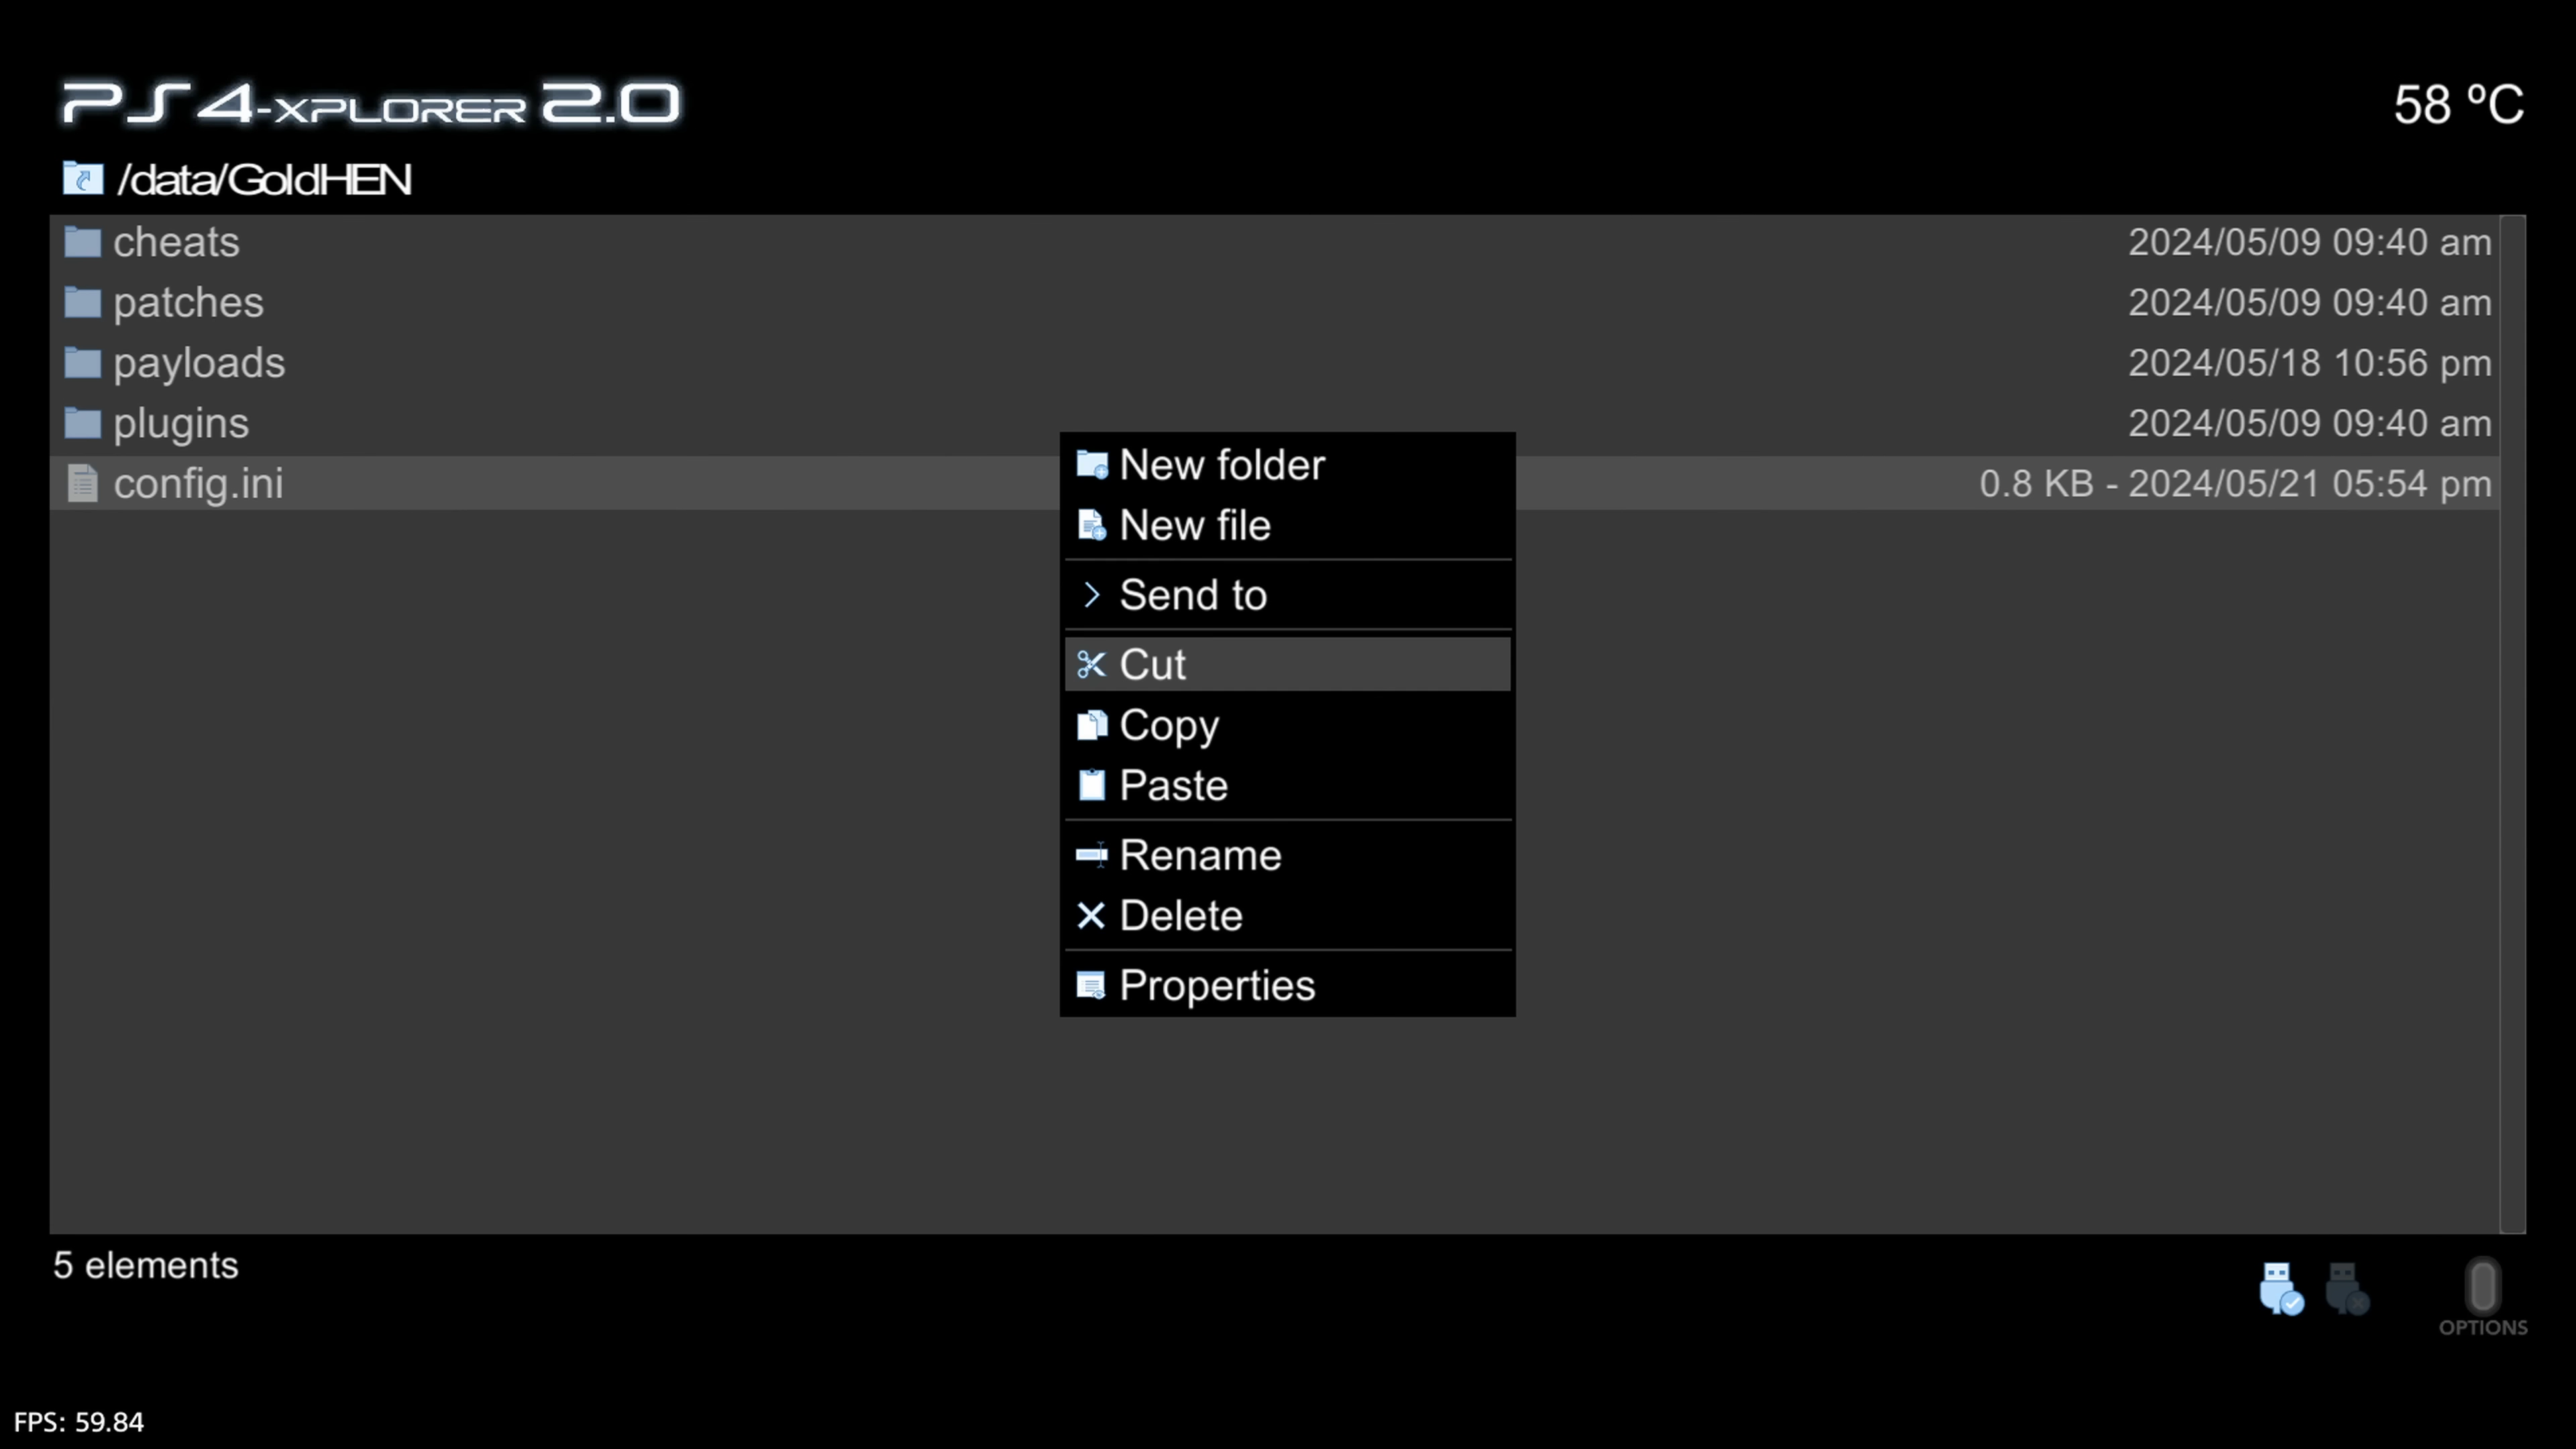 PS4-XPLORER 2.0
58 ºC
/data/GoldHEN
cheats 2024/05/09 09:40 am
patches 2024/05/09 09:40 am
payloads 2024/05/18 10:56 pm
plugins 2024/05/09 09:40 am
config.ini 0.8 KB - 2024/05/21 05:54 pm
New folder
New file
Send to
Cut
Copy
Paste
Rename
Delete
Properties
5 elements
OPTIONS
FPS: 59.84